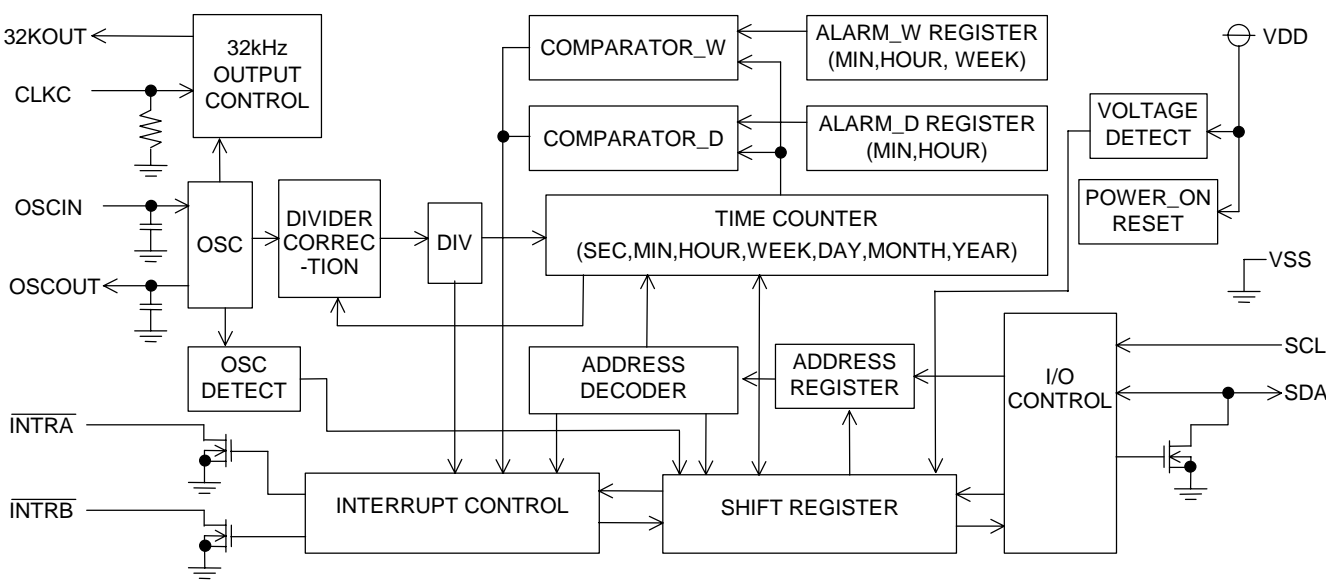 32KOUT
CLKC
32kHz
OUTPUT
CONTROL
COMPARATOR_W
ALARM_W REGISTER
(MIN,HOUR, WEEK)
VDD
COMPARATOR_D
ALARM_D REGISTER
(MIN,HOUR)
VOLTAGE
DETECT
POWER_ON
RESET
OSCIN
OSCOUT
OSC
DIVIDER
CORREC
-TION
DIV
TIME COUNTER
(SEC,MIN,HOUR,WEEK,DAY,MONTH,YEAR)
VSS
OSC
DETECT
ADDRESS
DECODER
ADDRESS
REGISTER
I/O
CONTROL
SCL
SDA
INTRA
INTRB
INTERRUPT CONTROL
SHIFT REGISTER